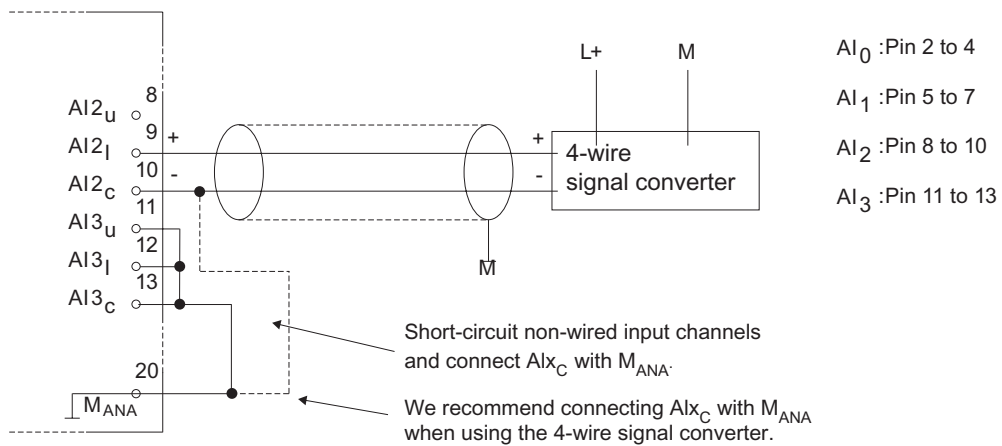 L+ M
AI0 :Pin 2 to 4
AI1 :Pin 5 to 7
AI2 :Pin 8 to 10
AI3 :Pin 11 to 13
8
AI2u
9
+
AI2I
10
-
AI2C
11
AI3u
12
AI3I
13
AI3C
20
MANA
+
-
4-wire
signal converter
M
Short-circuit non-wired input channels
and connect AIxC with MANA.
We recommend connecting AIxC with MANA
when using the 4-wire signal converter.